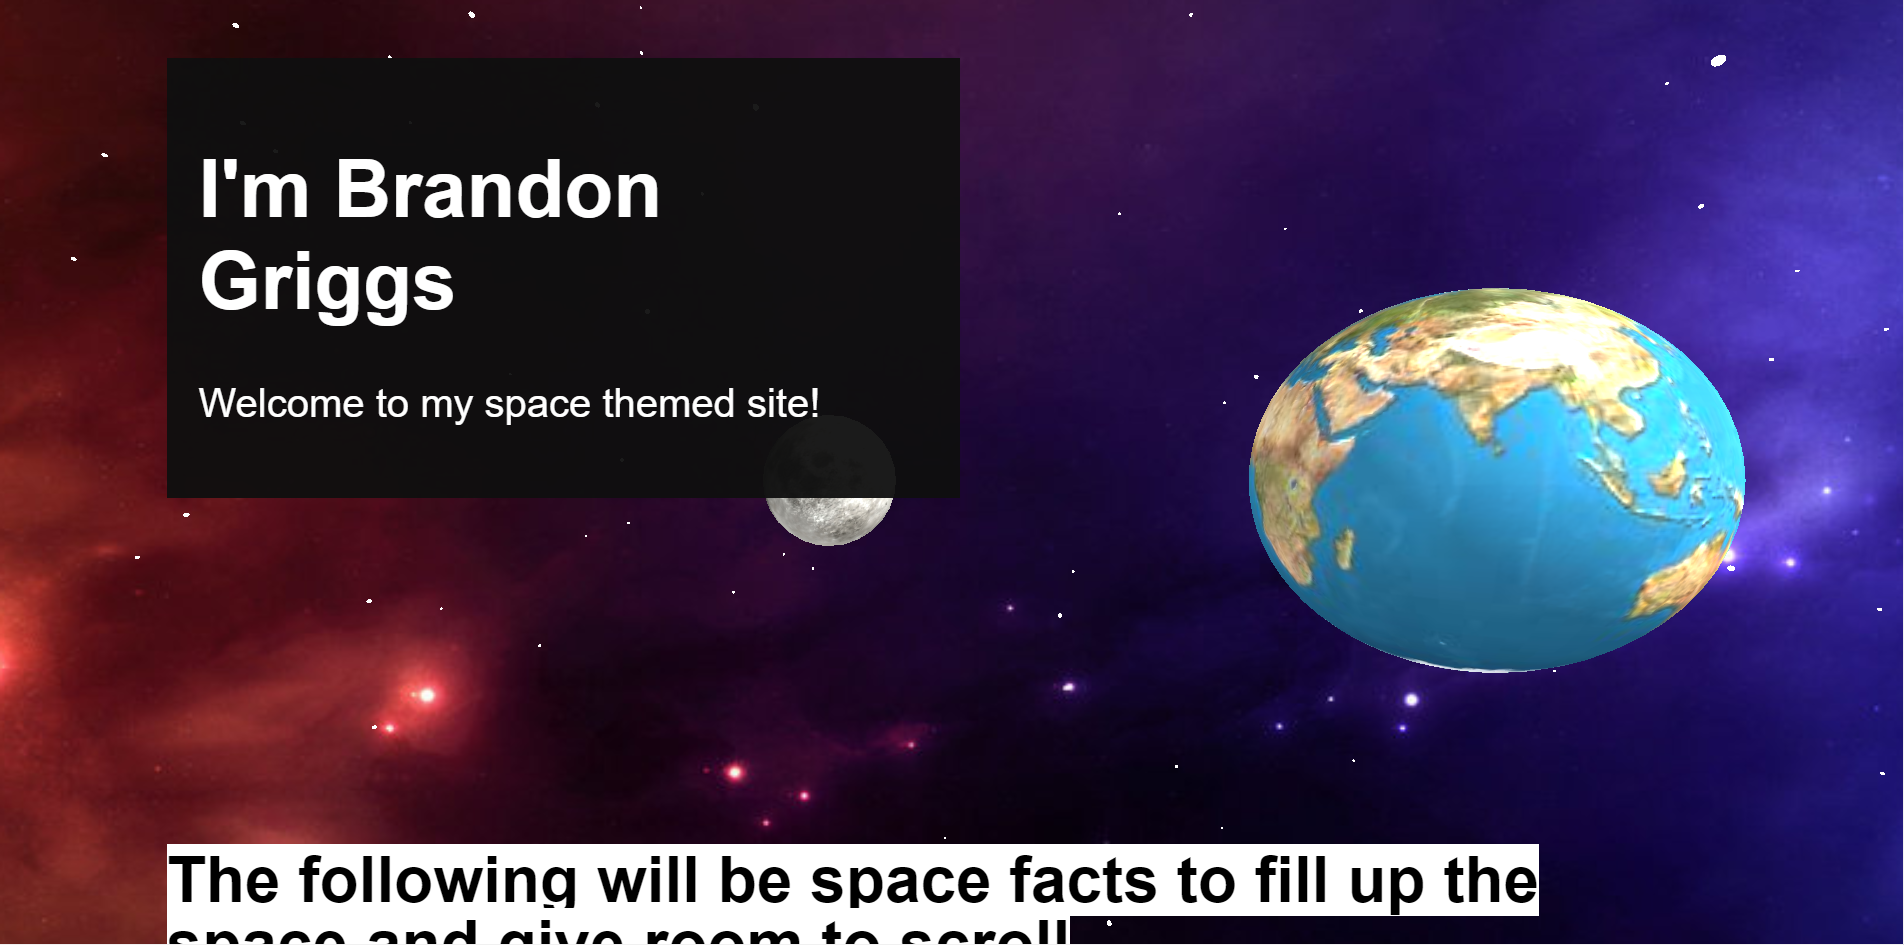 I'm Brandon
Griggs
Welcome to my space themed site!
The following will be space facts to fill up the
space and give room to scroll